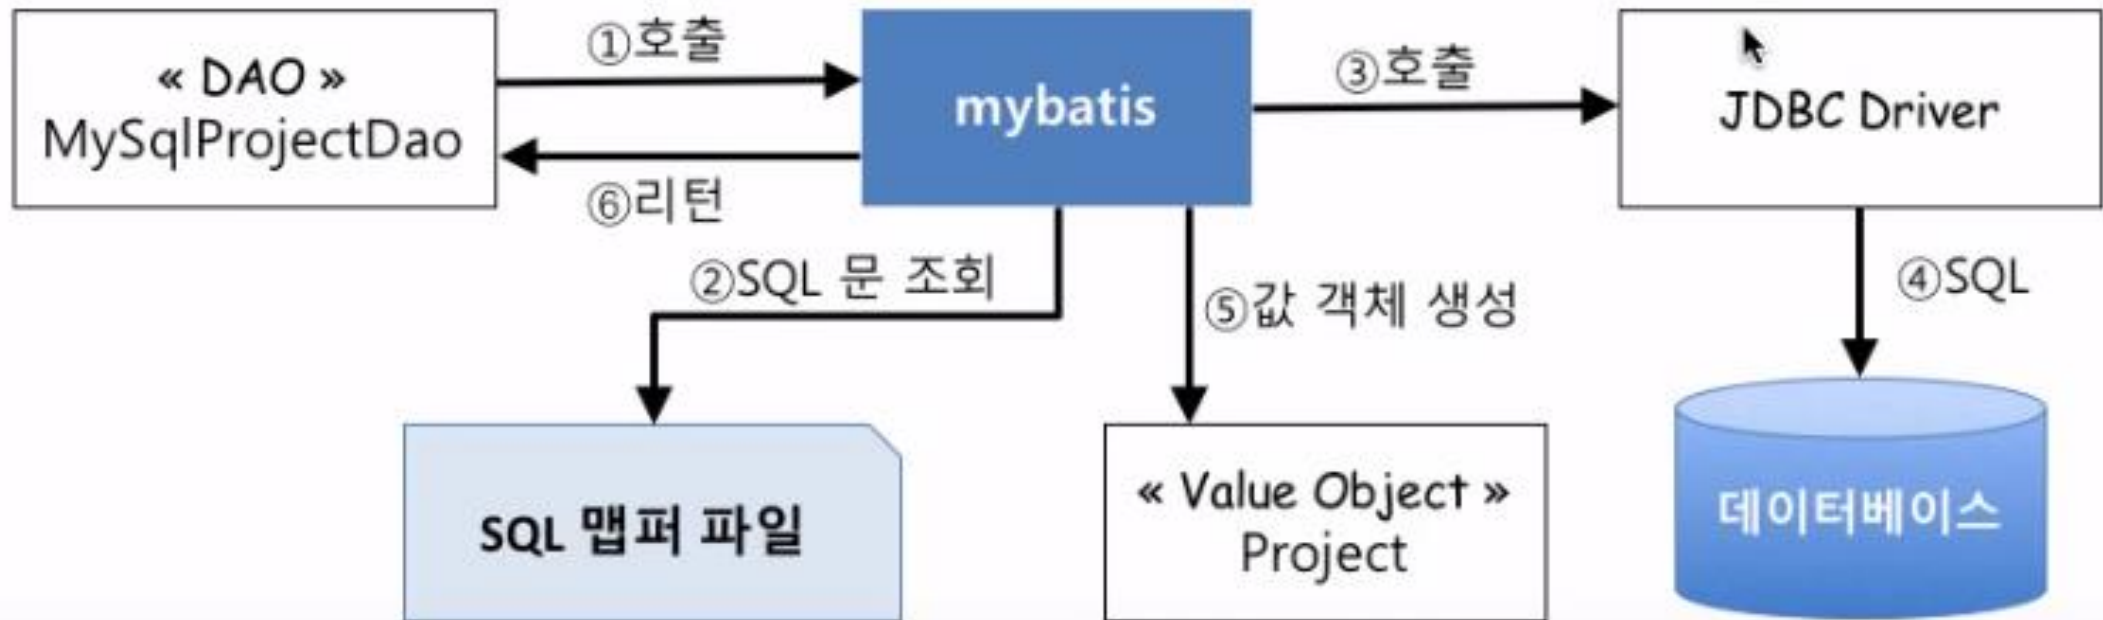 « DAO »
MySqlProjectDao
①호출
mybatis
③호출
JDBC Driver
⑥리턴
②SQL 문 조회
⑤값 객체 생성
④SQL
SQL 맵퍼 파일
« Value Object »
Project
데이터베이스